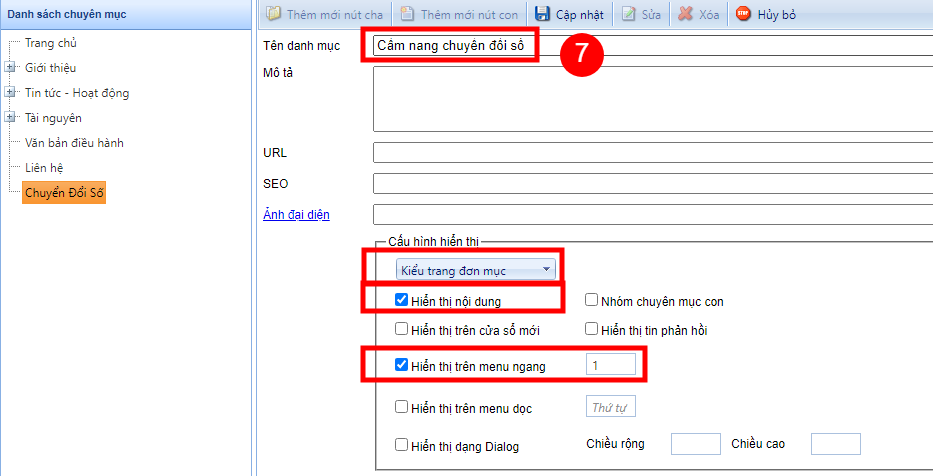 Danh sách chuyên mục
Trang chủ
Giới thiệu
Tin tức - Hoạt động
Tài nguyên
Văn bản điều hành
Liên hệ
Chuyển Đổi Số
Thêm mới nút cha Thêm mới nút con Cập nhật Sửa Xóa STOP Hủy bỏ
Tên danh mục Cẩm nang chuyển đổi số 7
Mô tả
URL
SEO
Ảnh đại diện
Cấu hình hiển thị
Kiểu trang đơn mục
Hiển thị nội dung Nhóm chuyên mục con
Hiển thị trên cửa sổ mới Hiển thị tin phản hồi
Hiển thị trên menu ngang 1
Hiển thị trên menu dọc Thứ tự
Hiển thị dạng Dialog Chiều rộng Chiều cao